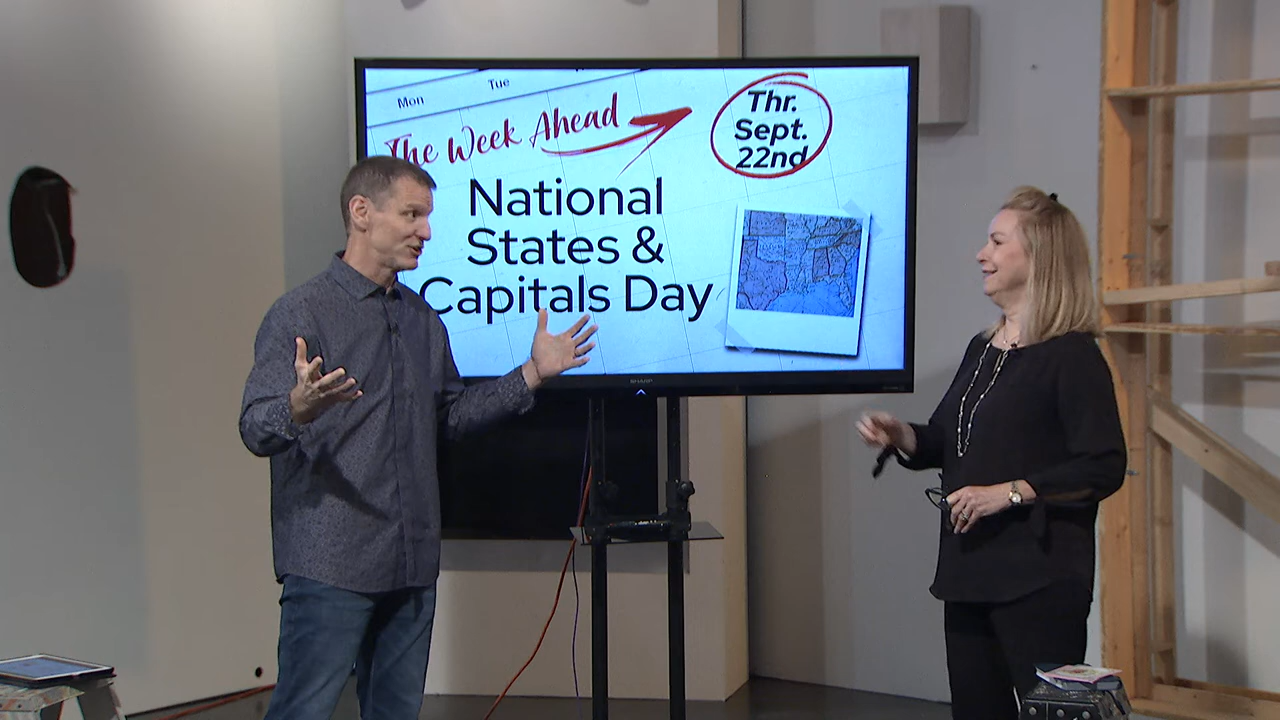 Mon Tue
The Week Ahead
Thr.
Sept.
22nd
National
States &
Capitals Day
SHARP